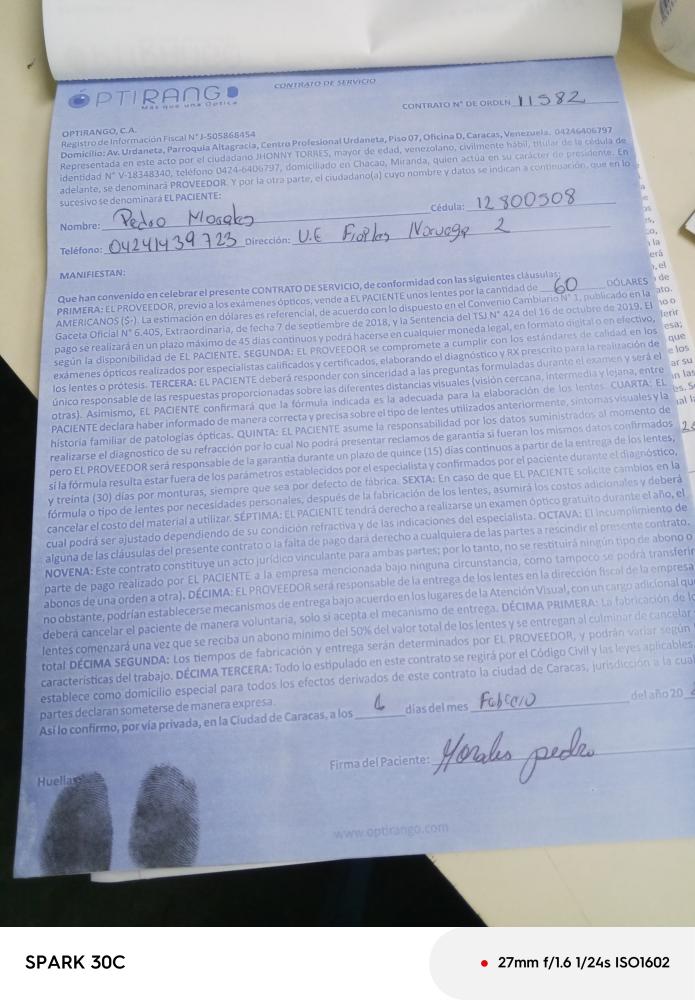 OPTIRANGO
Más que una Óptica
CONTRATO DE SERVICIO
CONTRATO N° DE ORDEN 11582
OPTIRANGO, C.A.
Registro de Información Fiscal N° J-505868454
Domicilio: Av. Urdaneta, Parroquia Altagracia, Centro Profesional Urdaneta, Piso 07, Oficina D, Caracas, Venezuela. 04246406797
Representada en este acto por el ciudadano JHONNY TORRES, mayor de edad, venezolano, civilmente hábil, titular de la cédula de
identidad N° V-18348340, teléfono 0424-6406797, domiciliado en Chacao, Miranda, quien actúa en su carácter de presidente. En
adelante, se denominará PROVEEDOR. Y por la otra parte, el ciudadano(a) cuyo nombre y datos se indican a continuación, que en lo
sucesivo se denominará EL PACIENTE:
Nombre: Pedro Morales Cédula: 12800508
Teléfono: 04241439723 Dirección: U.E Noruega 2
MANIFIESTAN:
Que han convenido en celebrar el presente CONTRATO DE SERVICIO, de conformidad con las siguientes cláusulas:
PRIMERA: EL PROVEEDOR, previo a los exámenes ópticos, vende a EL PACIENTE unos lentes por la cantidad de 60 DÓLARES
AMERICANOS ($-). La estimación en dólares es referencial, de acuerdo con lo dispuesto en el Convenio Cambiario N° 1, publicado en la
Gaceta Oficial N° 6.405, Extraordinaria, de fecha 7 de septiembre de 2018, y la Sentencia del TSJ N° 424 del 16 de octubre de 2019. El
pago se realizará en un plazo máximo de 45 días continuos y podrá hacerse en cualquier moneda legal, en formato digital o en efectivo,
según la disponibilidad de EL PACIENTE. SEGUNDA: EL PROVEEDOR se compromete a cumplir con los estándares de calidad en los
exámenes ópticos realizados por especialistas calificados y certificados, elaborando el diagnóstico y RX prescrito para la realización de
los lentes o prótesis. TERCERA: EL PACIENTE deberá responder con sinceridad a las preguntas formuladas durante el examen y será el
único responsable de las respuestas proporcionadas sobre las diferentes distancias visuales (visión cercana, intermedia y lejana, entre
otras). Asimismo, EL PACIENTE confirmará que la fórmula indicada es la adecuada para la elaboración de los lentes. CUARTA: EL
PACIENTE declara haber informado de manera correcta y precisa sobre el tipo de lentes utilizados anteriormente, síntomas visuales y la
historia familiar de patologías ópticas. QUINTA: EL PACIENTE asume la responsabilidad por los datos suministrados al momento de
realizarse el diagnostico de su refracción por lo cual No podrá presentar reclamos de garantía si fueran los mismos datos confirmados
pero EL PROVEEDOR será responsable de la garantía durante un plazo de quince (15) días continuos a partir de la entrega de los lentes,
si la fórmula resulta estar fuera de los parámetros establecidos por el especialista y confirmados por el paciente durante el diagnóstico,
y treinta (30) días por monturas, siempre que sea por defecto de fábrica. SEXTA: En caso de que EL PACIENTE solicite cambios en la
fórmula o tipo de lentes por necesidades personales, después de la fabricación de los lentes, asumirá los costos adicionales y deberá
cancelar el costo del material a utilizar. SÉPTIMA: EL PACIENTE tendrá derecho a realizarse un examen óptico gratuito durante el año, el
cual podrá ser ajustado dependiendo de su condición refractiva y de las indicaciones del especialista. OCTAVA: El incumplimiento de
alguna de las cláusulas del presente contrato o la falta de pago dará derecho a cualquiera de las partes a rescindir el presente contrato.
NOVENA: Este contrato constituye un acto jurídico vinculante para ambas partes; por lo tanto, no se restituirá ningún tipo de abono o
parte de pago realizado por EL PACIENTE a la empresa mencionada bajo ninguna circunstancia, como tampoco se podrá transferir
abonos de una orden a otra). DÉCIMA: EL PROVEEDOR será responsable de la entrega de los lentes en la dirección fiscal de la empresa
no obstante, podrían establecerse mecanismos de entrega bajo acuerdo en los lugares de la Atención Visual, con un cargo adicional que
deberá cancelar el paciente de manera voluntaria, solo si acepta el mecanismo de entrega. DÉCIMA PRIMERA: La fabricación de lo
lentes comenzará una vez que se reciba un abono mínimo del 50% del valor total de los lentes y se entregan al culminar de cancelar
total DÉCIMA SEGUNDA: Los tiempos de fabricación y entrega serán determinados por EL PROVEEDOR, y podrán variar según
características del trabajo. DÉCIMA TERCERA: Todo lo estipulado en este contrato se regirá por el Código Civil y las leyes aplicables
establece como domicilio especial para todos los efectos derivados de este contrato la ciudad de Caracas, jurisdicción a la cual
partes declaran someterse de manera expresa.
Así lo confirmo, por vía privada, en la Ciudad de Caracas, a los 6 días del mes Febrero del año 20
Firma del Paciente: Morales pedro
Huellas
www.optirango.com
SPARK 30C
27mm f/1.6 1/24s ISO1602